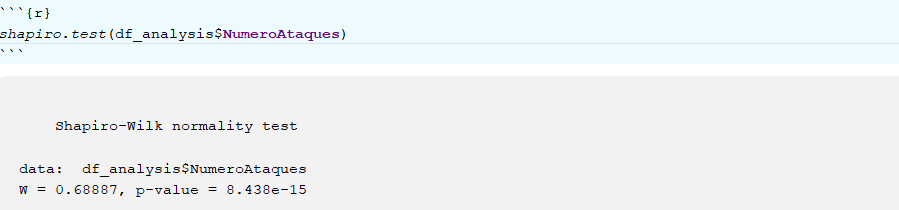 ```{r}
shapiro.test(df_analysis$NumeroAtaques)
```
Shapiro-Wilk normality test
data:  df_analysis$NumeroAtaques
W = 0.68887, p-value = 8.438e-15